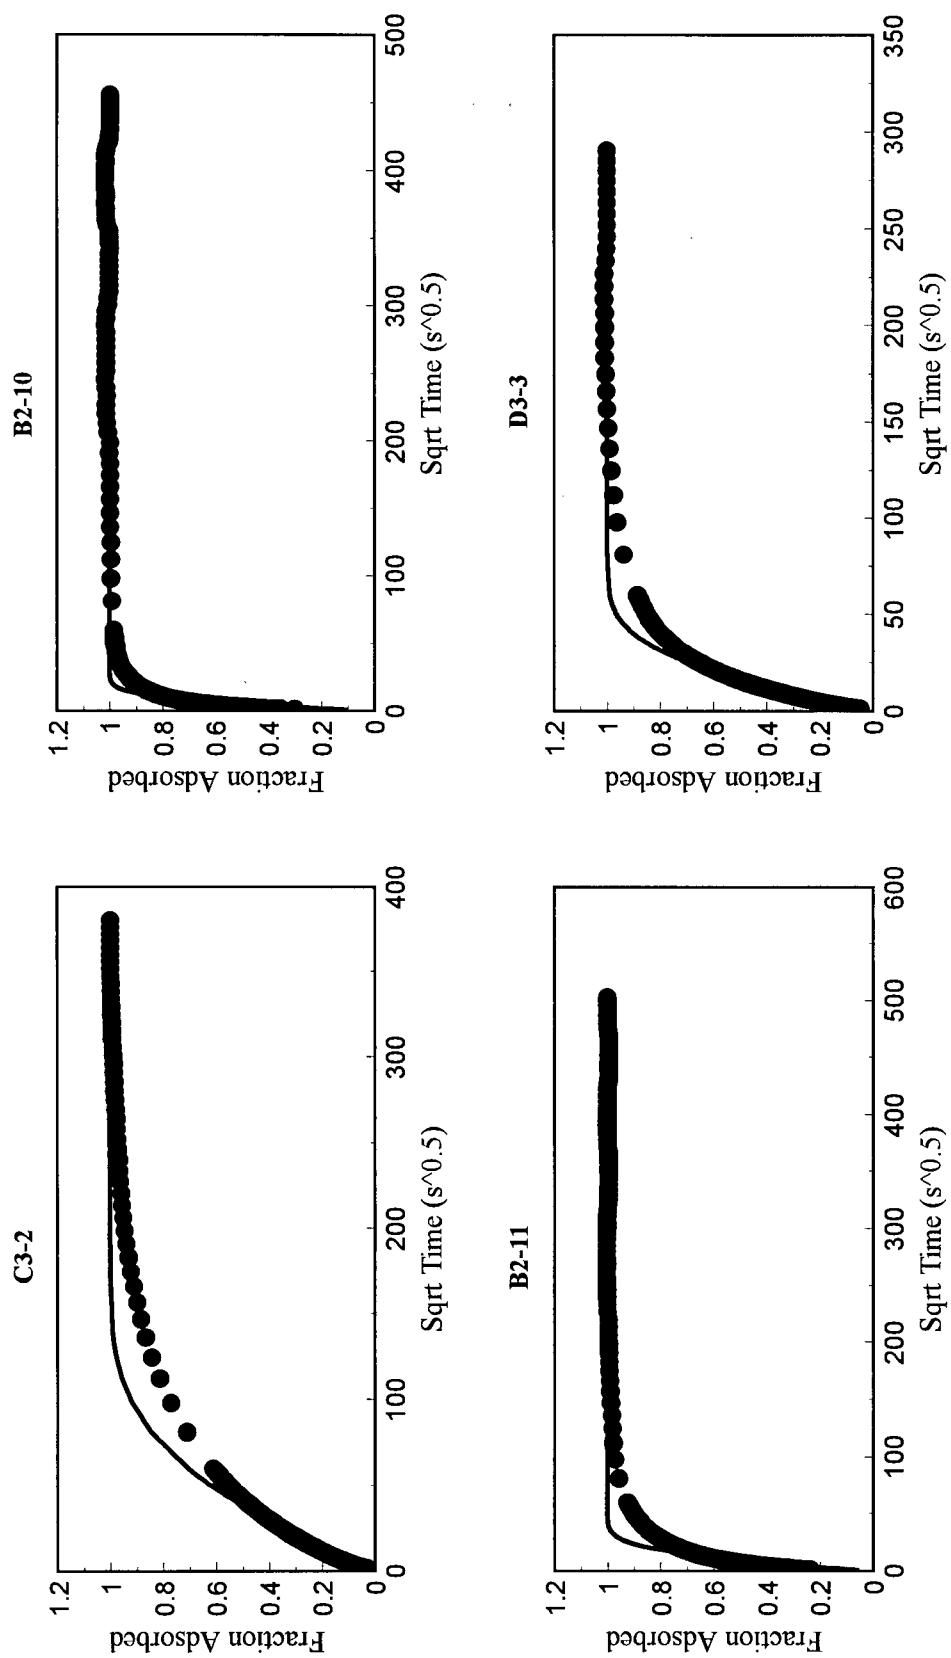 C3-2
Fraction Adsorbed
1.2
1
0.8
0.6
0.4
0.2
0
0 100 200 300 400
Sqrt Time (s^0.5)
B2-10
Fraction Adsorbed
1.2
1
0.8
0.6
0.4
0.2
0
0 100 200 300 400 500
Sqrt Time (s^0.5)
B2-11
Fraction Adsorbed
1.2
1
0.8
0.6
0.4
0.2
0
0 100 200 300 400 500 600
Sqrt Time (s^0.5)
D3-3
Fraction Adsorbed
1.2
1
0.8
0.6
0.4
0.2
0
0 50 100 150 200 250 300 350
Sqrt Time (s^0.5)